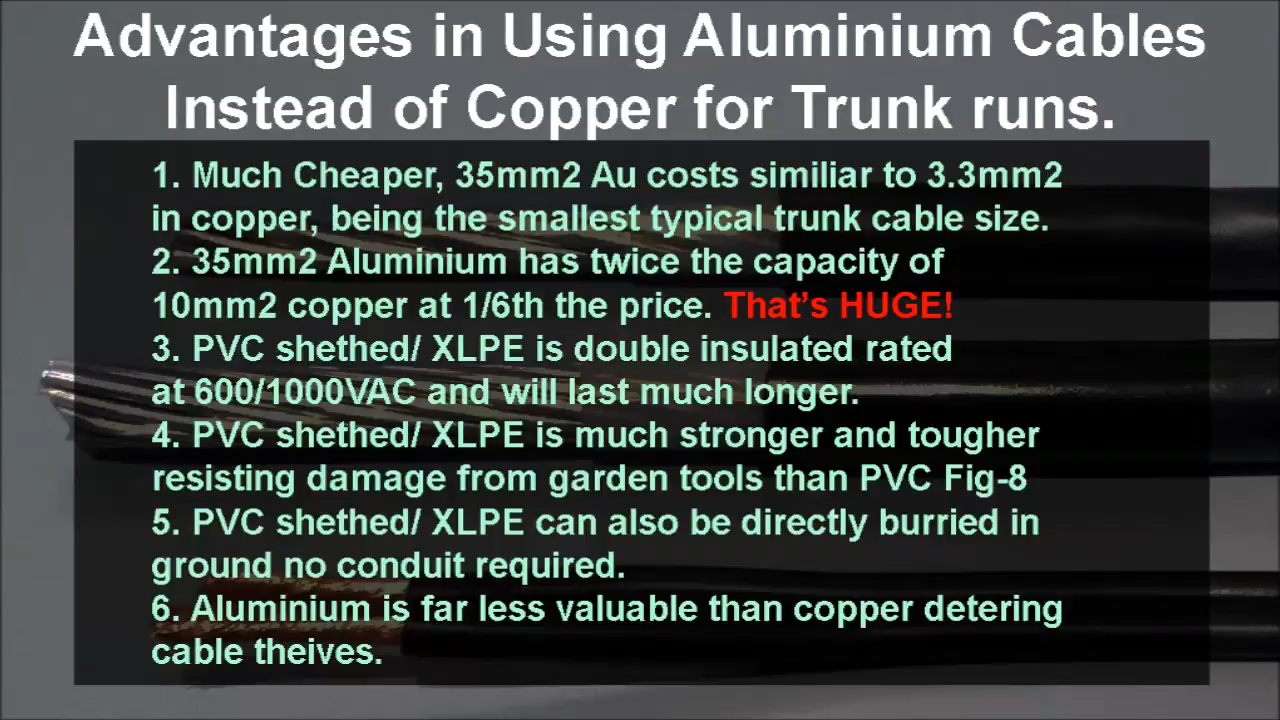 Advantages in Using Aluminium Cables
Instead of Copper for Trunk runs.
1. Much Cheaper, 35mm2 Au costs similiar to 3.3mm2
in copper, being the smallest typical trunk cable size.
2. 35mm2 Aluminium has twice the capacity of
10mm2 copper at 1/6th the price. That’s HUGE!
3. PVC shethed/ XLPE is double insulated rated
at 600/1000VAC and will last much longer.
4. PVC shethed/ XLPE is much stronger and tougher
resisting damage from garden tools than PVC Fig-8
5. PVC shethed/ XLPE can also be directly burried in
ground no conduit required.
6. Aluminium is far less valuable than copper detering
cable theives.